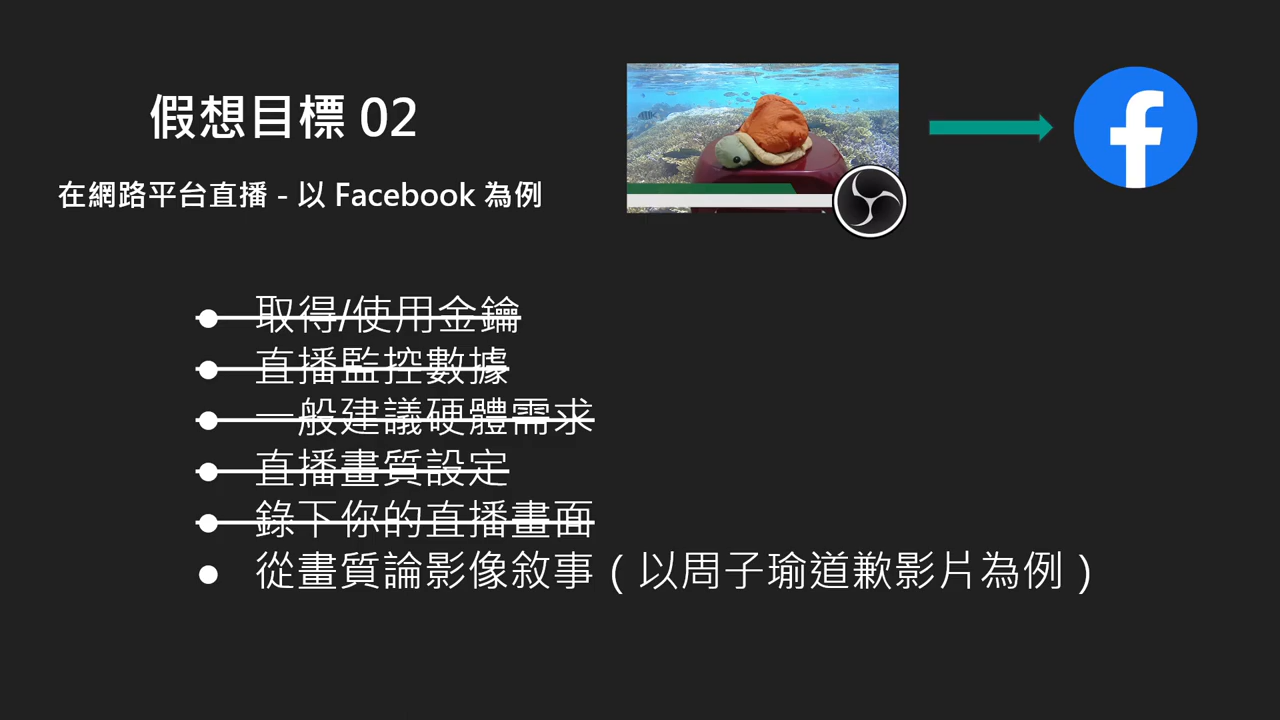 假想目標 02
在網路平台直播 - 以 Facebook 為例
取得/使用金鑰
直播監控數據
一般建議硬體需求
直播畫質設定
錄下你的直播畫面
從畫質論影像敘事（以周子瑜道歉影片為例）